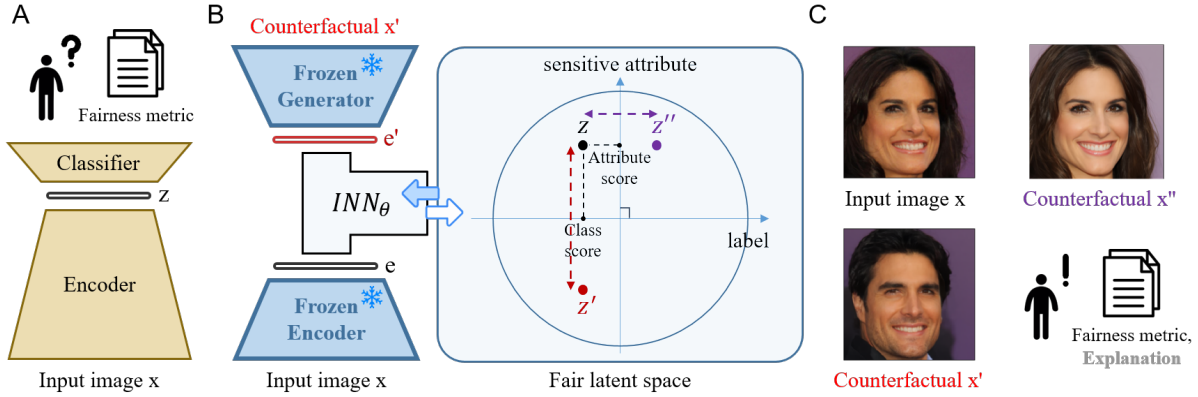 A
?
Fairness metric
Classifier
z
Encoder
Input image x
B
Counterfactual x'
Frozen
Generator
e'
INNθ
e
Frozen
Encoder
Input image x
sensitive attribute
z
z''
Attribute
score
Class
score
label
z'
Fair latent space
C
Input image x
Counterfactual x"
Counterfactual x'
!
Fairness metric,
Explanation